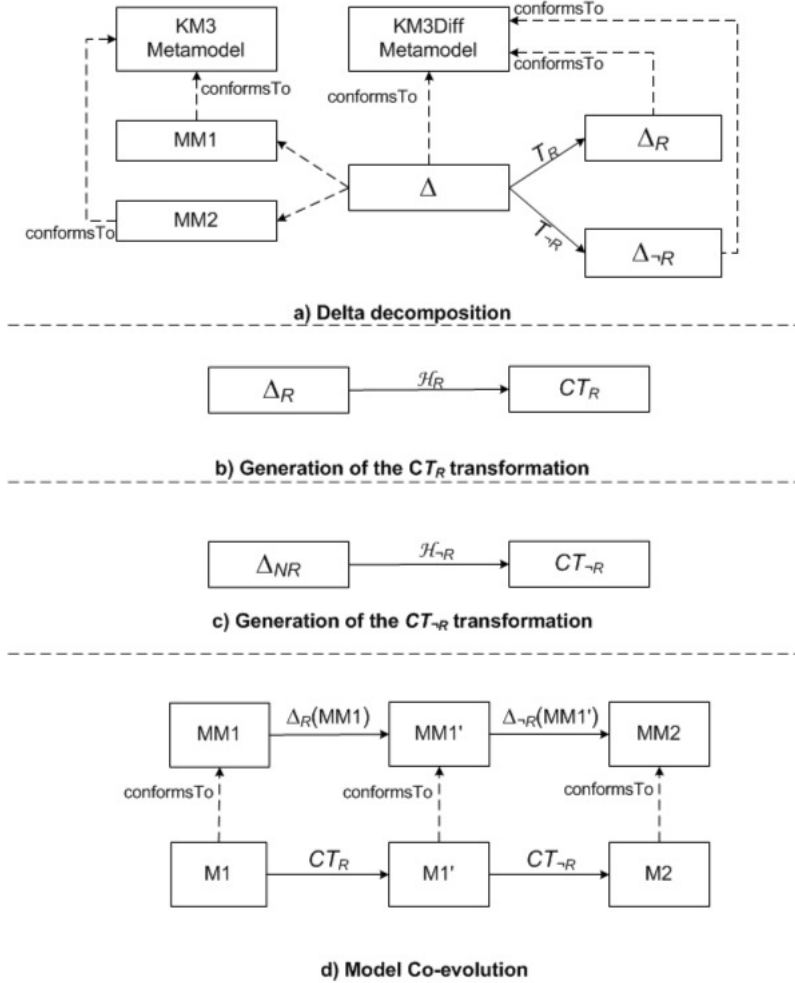 KM3
Metamodel
KM3Diff
Metamodel
conformsTo
conformsTo
conformsTo
conformsTo
MM1
Δ
T_R
Δ_R
MM2
conformsTo
T_¬R
Δ_¬R
a) Delta decomposition
Δ_R
ℋ_R
CT_R
b) Generation of the CT_R transformation
Δ_NR
ℋ_¬R
CT_¬R
c) Generation of the CT_¬R transformation
MM1
Δ_R(MM1)
MM1'
Δ_¬R(MM1')
MM2
conformsTo
conformsTo
conformsTo
M1
CT_R
M1'
CT_¬R
M2
d) Model Co-evolution